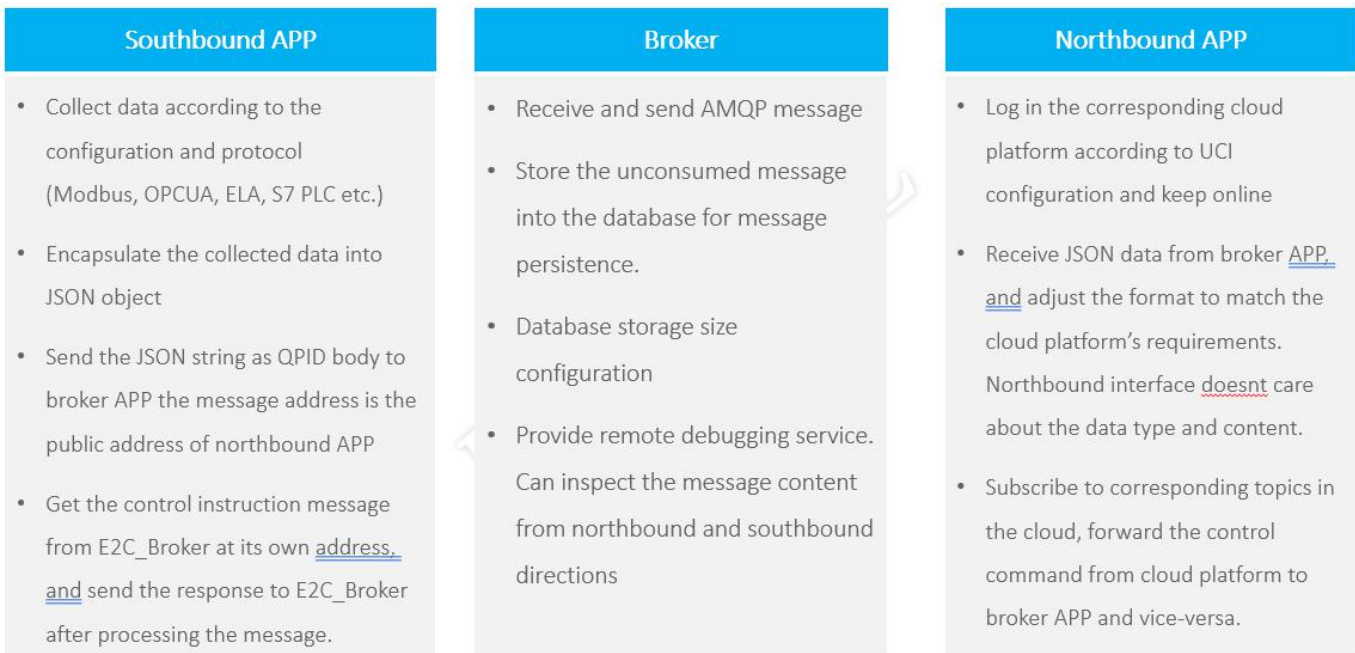 Southbound APP
• Collect data according to the
configuration and protocol
(Modbus, OPCUA, ELA, S7 PLC etc.)
• Encapsulate the collected data into
JSON object
• Send the JSON string as QPID body to
broker APP the message address is the
public address of northbound APP
• Get the control instruction message
from E2C_Broker at its own address,
and send the response to E2C_Broker
after processing the message.
Broker
• Receive and send AMQP message
• Store the unconsumed message
into the database for message
persistence.
• Database storage size
configuration
• Provide remote debugging service.
Can inspect the message content
from northbound and southbound
directions
Northbound APP
• Log in the corresponding cloud
platform according to UCI
configuration and keep online
• Receive JSON data from broker APP,
and adjust the format to match the
cloud platform's requirements.
Northbound interface doesnt care
about the data type and content.
• Subscribe to corresponding topics in
the cloud, forward the control
command from cloud platform to
broker APP and vice-versa.